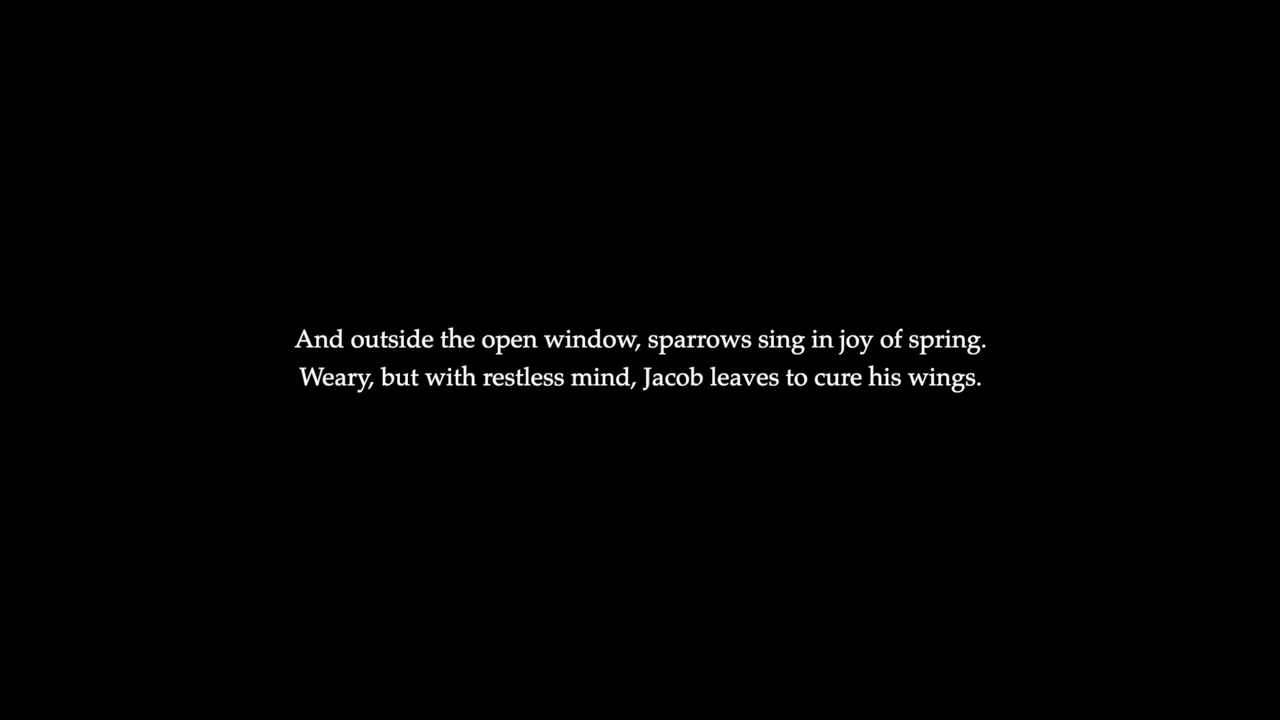 And outside the open window, sparrows sing in joy of spring.
Weary, but with restless mind, Jacob leaves to cure his wings.